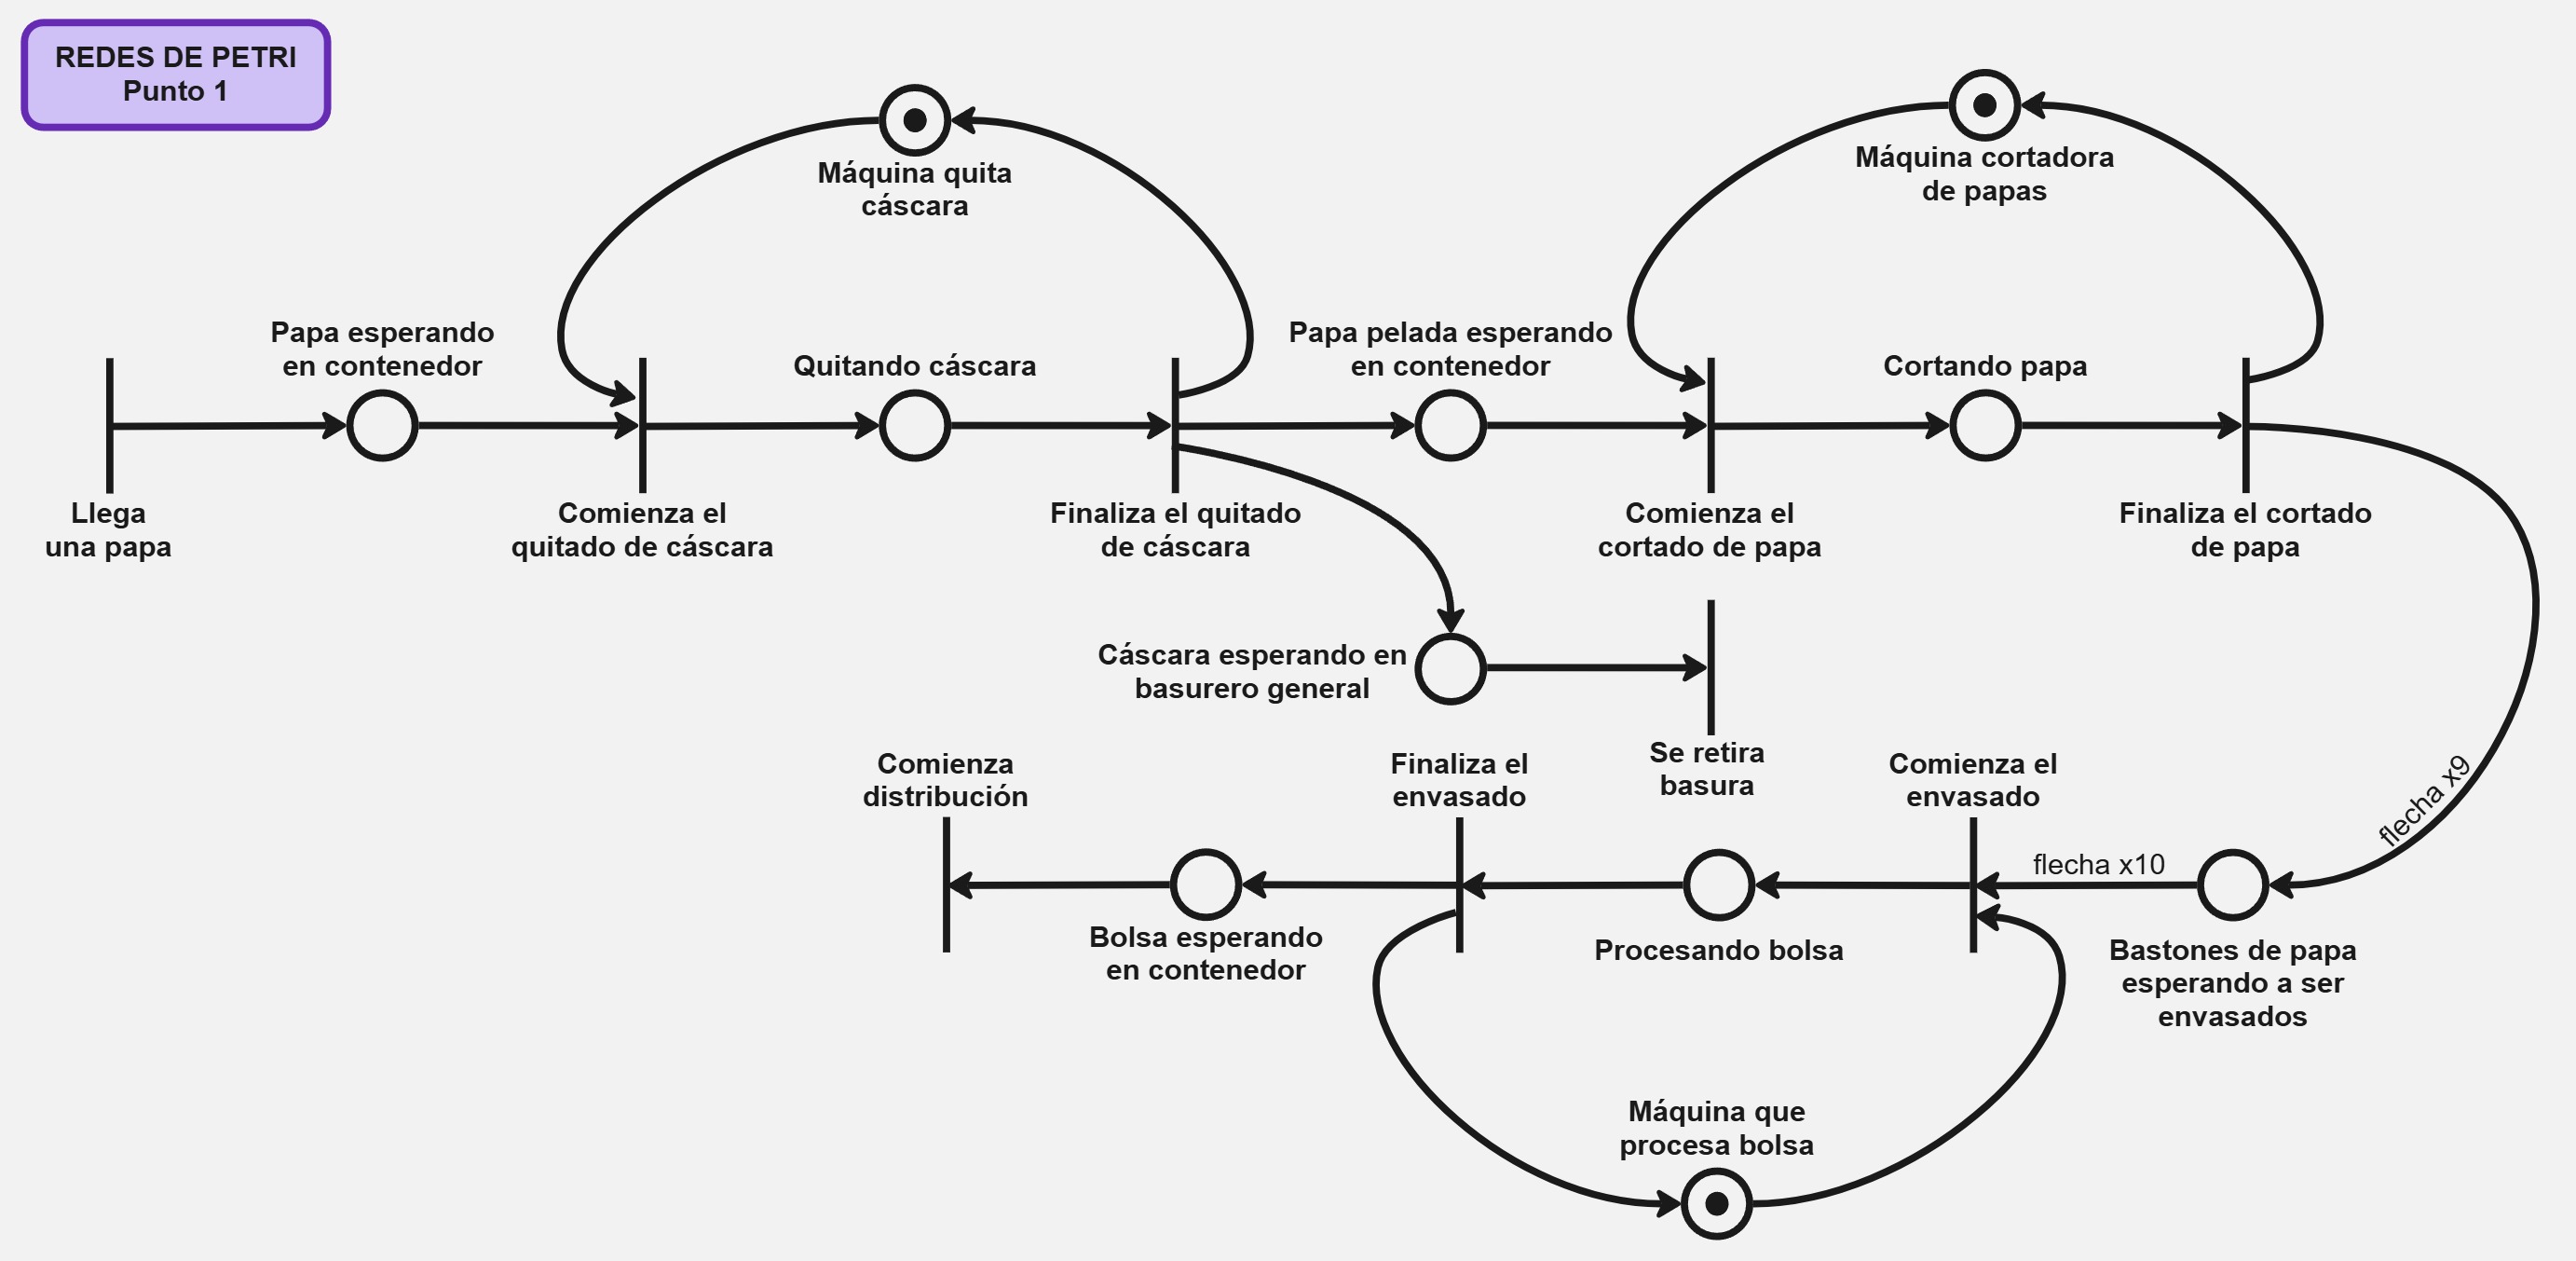 REDES DE PETRI
Punto 1
Máquina quita
cáscara
Máquina cortadora
de papas
Papa esperando
en contenedor
Quitando cáscara
Papa pelada esperando
en contenedor
Cortando papa
Llega
una papa
Comienza el
quitado de cáscara
Finaliza el quitado
de cáscara
Comienza el
cortado de papa
Finaliza el cortado
de papa
Cáscara esperando en
basurero general
Se retira
basura
Comienza
distribución
Finaliza el
envasado
Comienza el
envasado
flecha x9
flecha x10
Bolsa esperando
en contenedor
Procesando bolsa
Bastones de papa
esperando a ser
envasados
Máquina que
procesa bolsa